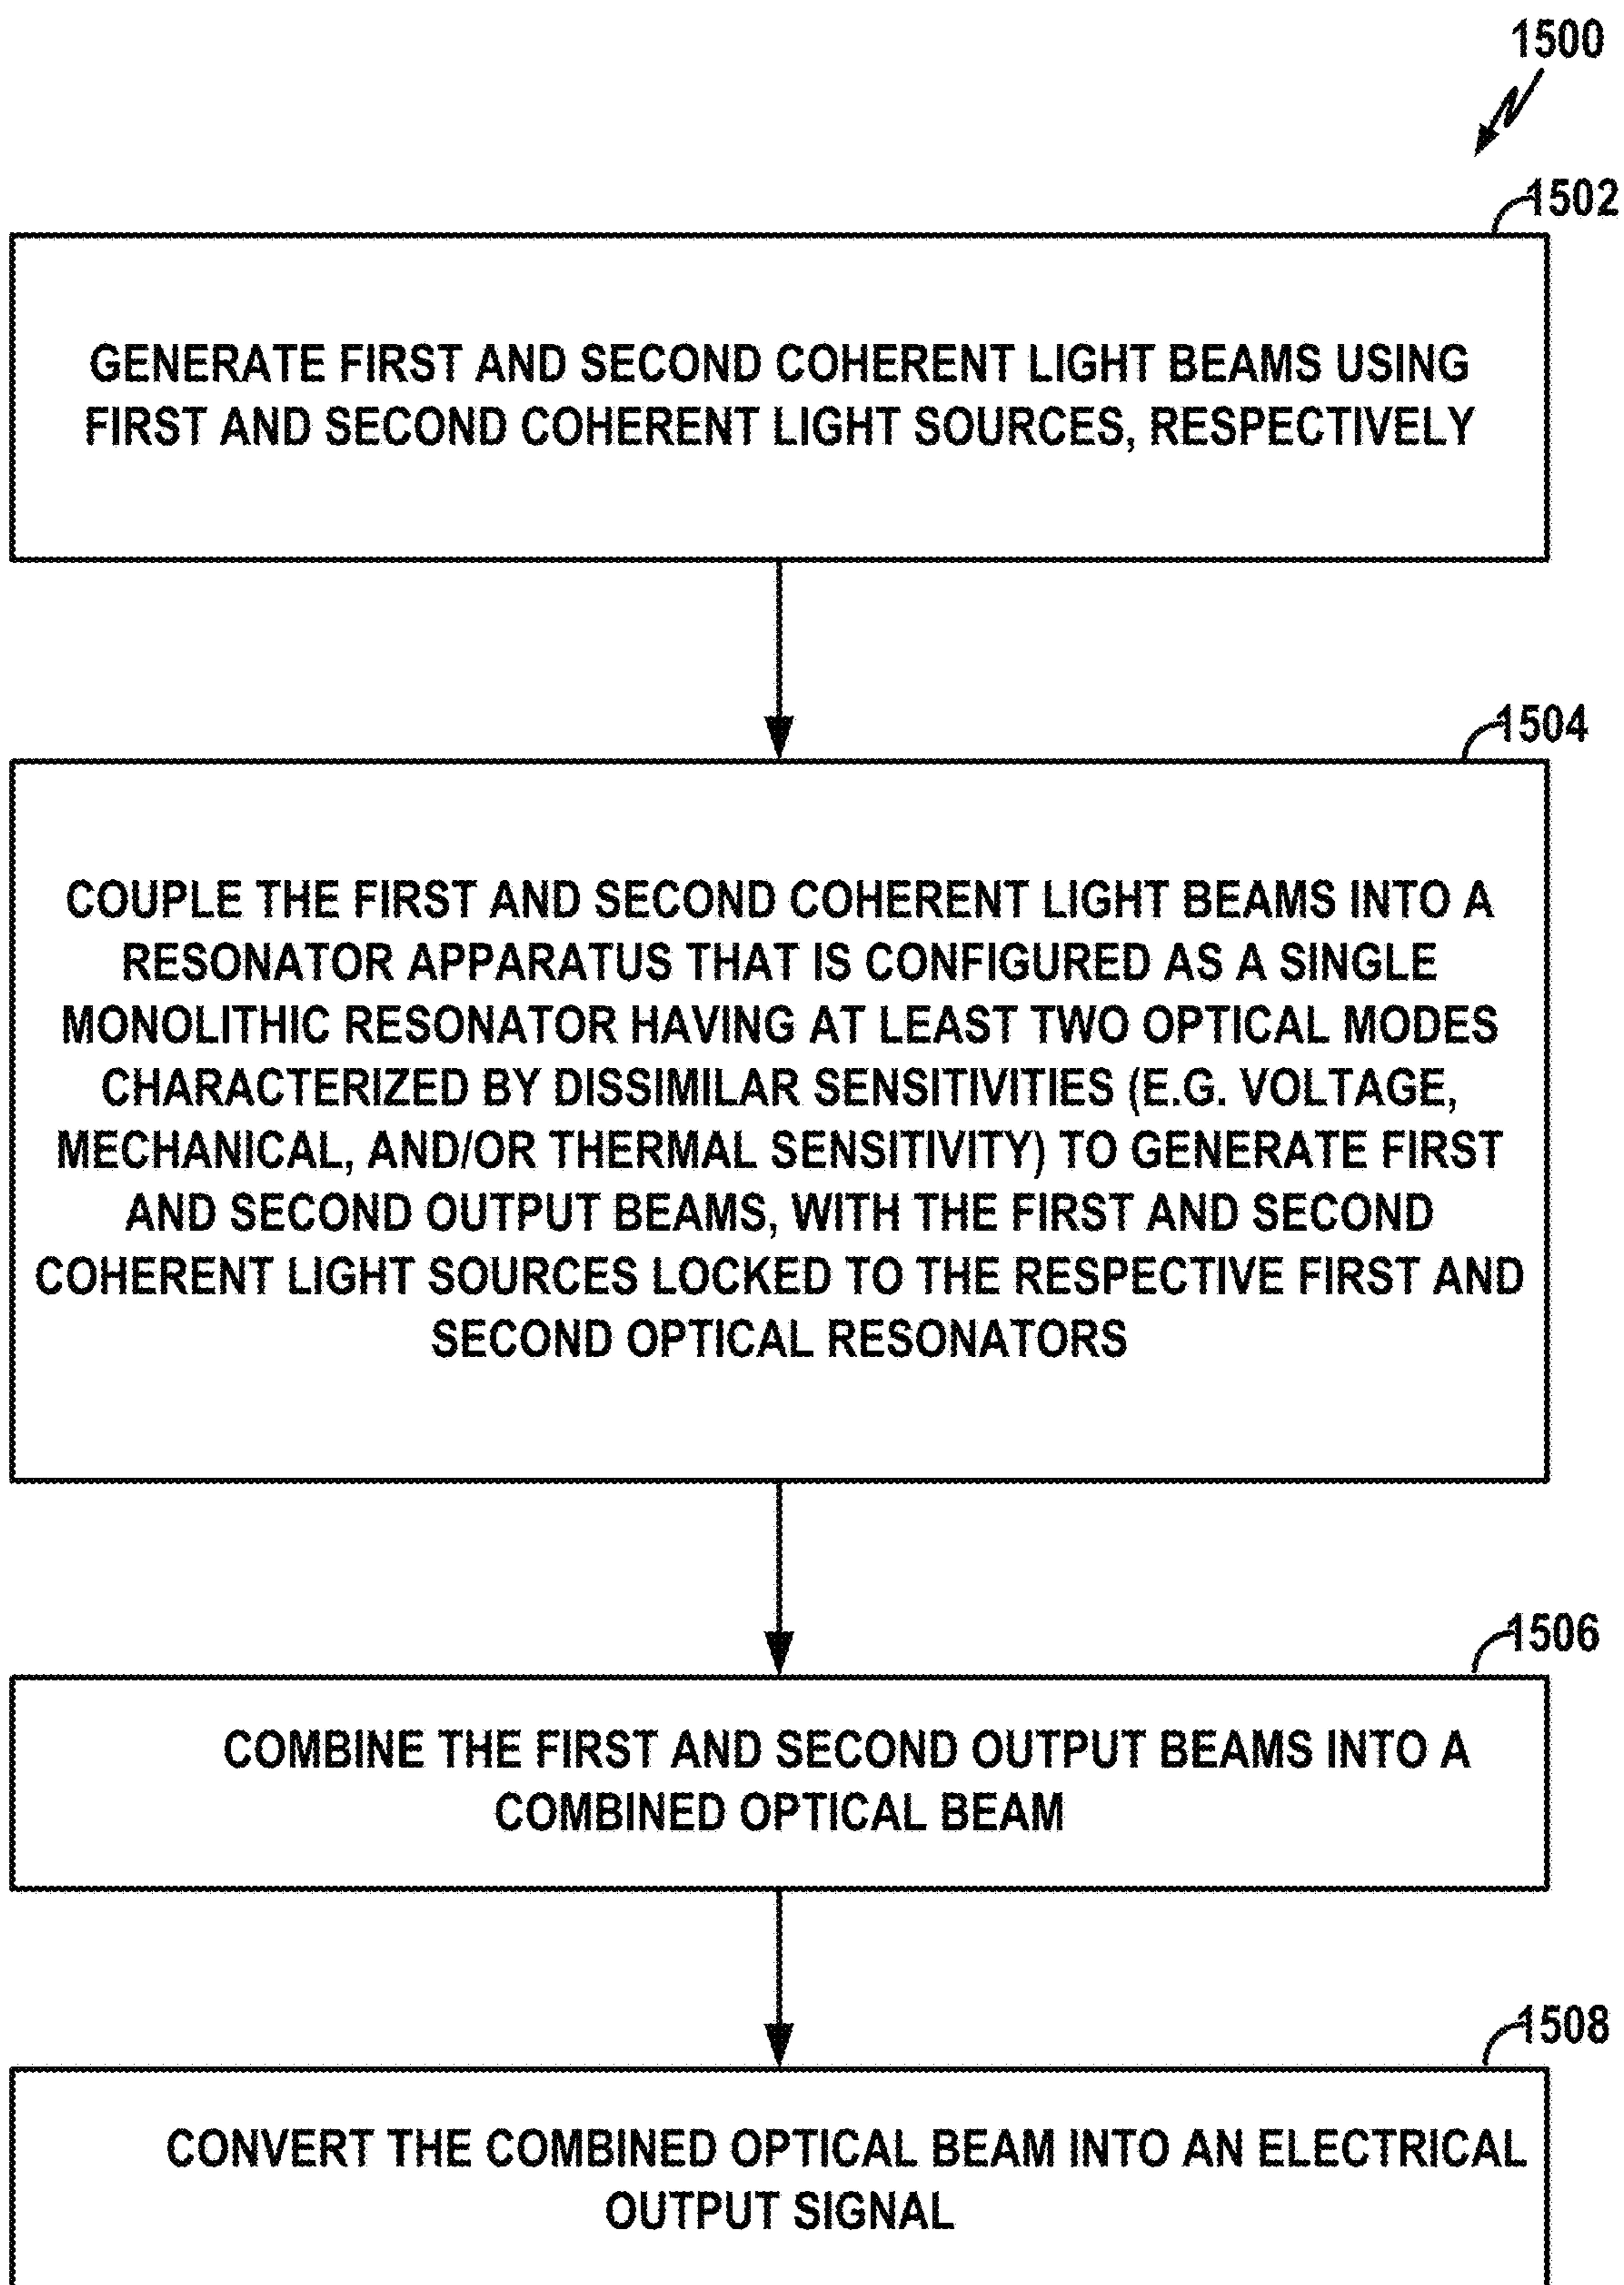 1500
1502
GENERATE FIRST AND SECOND COHERENT LIGHT BEAMS USING
FIRST AND SECOND COHERENT LIGHT SOURCES, RESPECTIVELY
1504
COUPLE THE FIRST AND SECOND COHERENT LIGHT BEAMS INTO A
RESONATOR APPARATUS THAT IS CONFIGURED AS A SINGLE
MONOLITHIC RESONATOR HAVING AT LEAST TWO OPTICAL MODES
CHARACTERIZED BY DISSIMILAR SENSITIVITIES (E.G. VOLTAGE,
MECHANICAL, AND/OR THERMAL SENSITIVITY) TO GENERATE FIRST
AND SECOND OUTPUT BEAMS, WITH THE FIRST AND SECOND
COHERENT LIGHT SOURCES LOCKED TO THE RESPECTIVE FIRST AND
SECOND OPTICAL RESONATORS
1506
COMBINE THE FIRST AND SECOND OUTPUT BEAMS INTO A
COMBINED OPTICAL BEAM
1508
CONVERT THE COMBINED OPTICAL BEAM INTO AN ELECTRICAL
OUTPUT SIGNAL